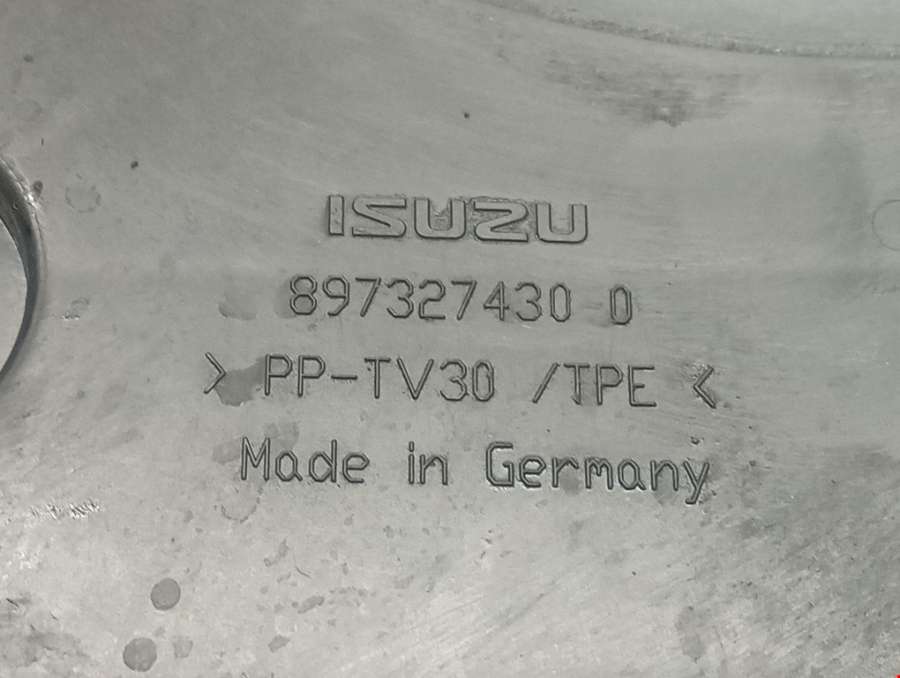 ISUZU
897327430 0
> PP-TV30 /TPE <
Made in Germany